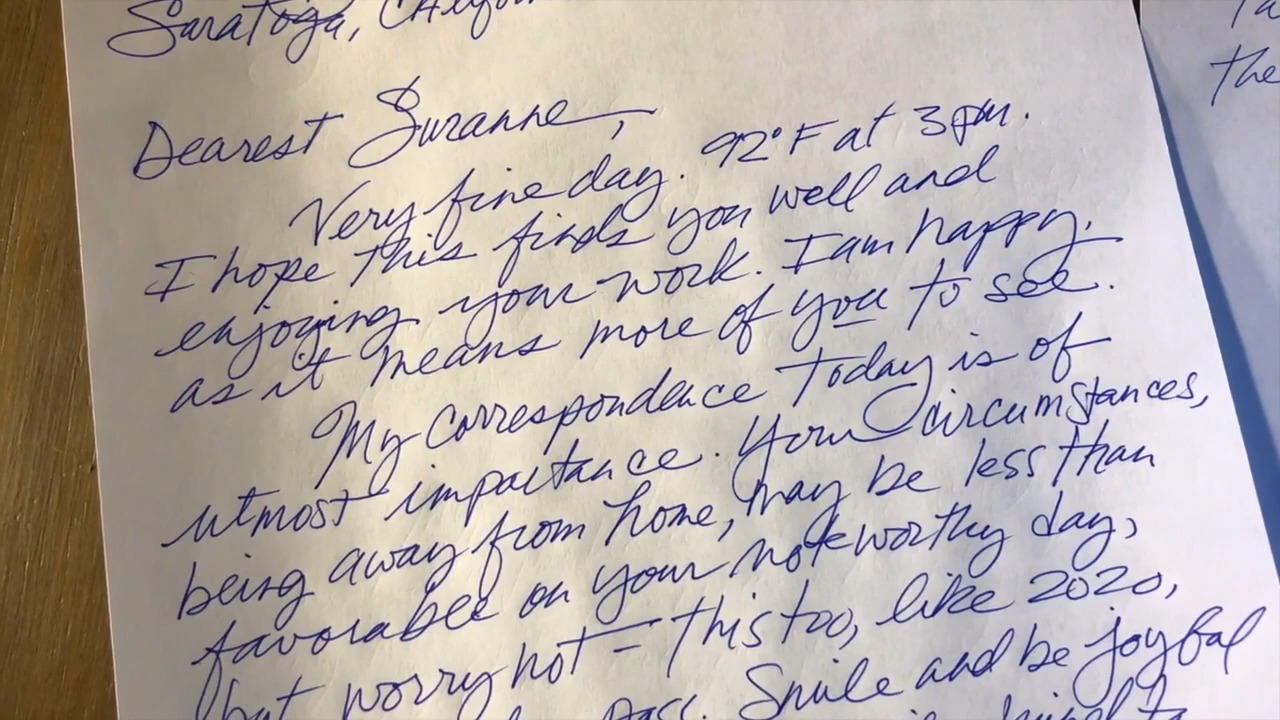 Saratoga, Califor
Dearest Suzanne,
Very fine day. 92°F at 3pm.
I hope this finds you well and
enjoying your work. I am happy,
as it means more of you to see.
My correspondence today is of
utmost importance. Your circumstances,
being away from home, may be less than
favorable on your noteworthy day,
but worry not – this too, like 2020,
pass. Smile and be joyful
the